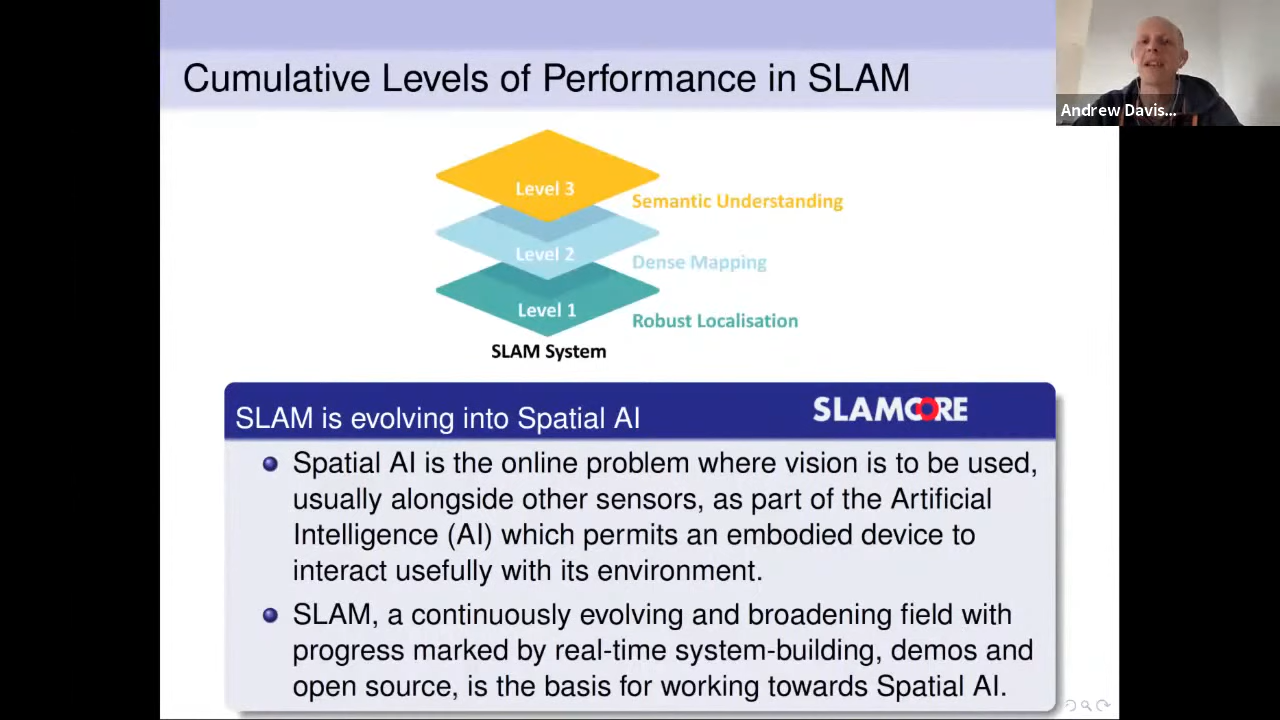 Cumulative Levels of Performance in SLAM
Andrew Davis...
Level 3
Semantic Understanding
Level 2
Dense Mapping
Level 1
Robust Localisation
SLAM System
SLAM is evolving into Spatial AI
SLAMCORE
Spatial AI is the online problem where vision is to be used,
usually alongside other sensors, as part of the Artificial
Intelligence (AI) which permits an embodied device to
interact usefully with its environment.
SLAM, a continuously evolving and broadening field with
progress marked by real-time system-building, demos and
open source, is the basis for working towards Spatial AI.